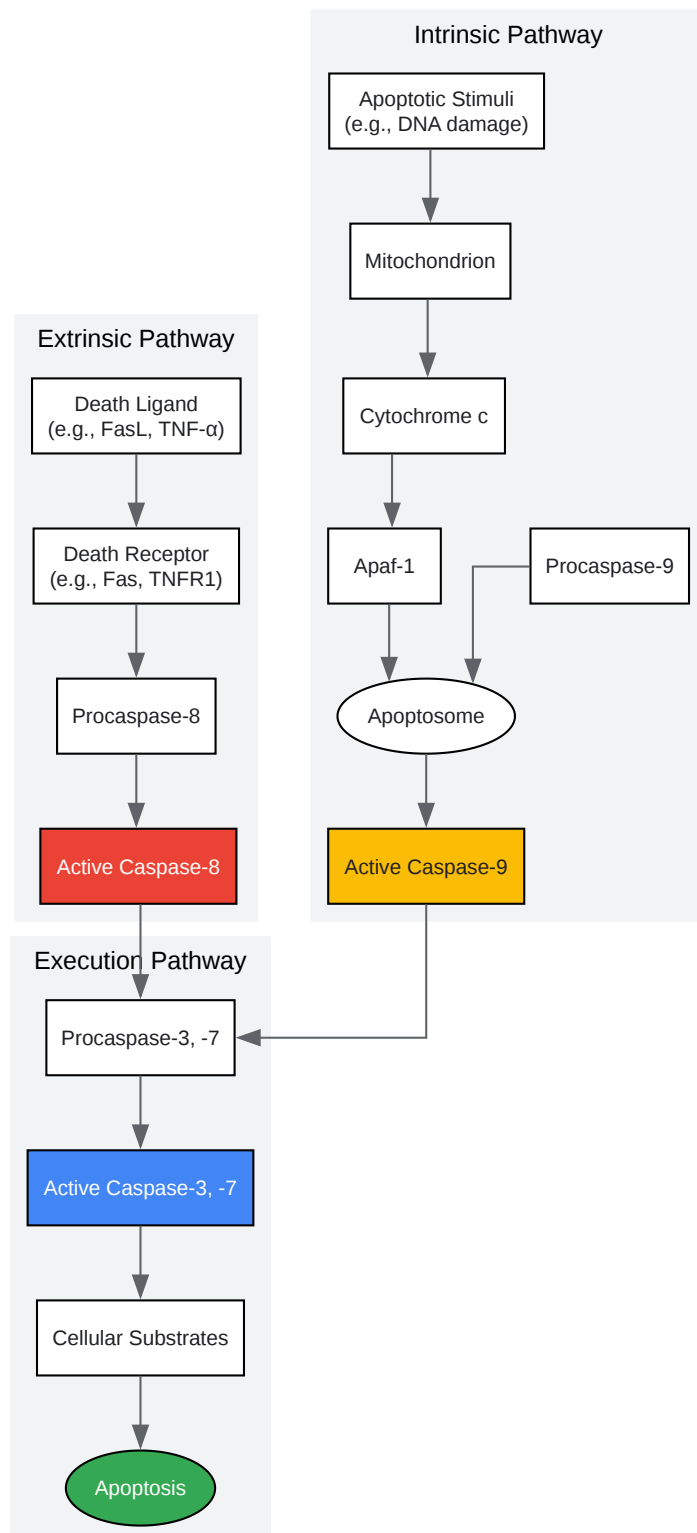 Intrinsic Pathway
Apoptotic Stimuli
(e.g., DNA damage)
Mitochondrion
Cytochrome c
Apaf-1
Procaspase-9
Apoptosome
Active Caspase-9
Extrinsic Pathway
Death Ligand
(e.g., FasL, TNF-α)
Death Receptor
(e.g., Fas, TNFR1)
Procaspase-8
Active Caspase-8
Execution Pathway
Procaspase-3, -7
Active Caspase-3, -7
Cellular Substrates
Apoptosis